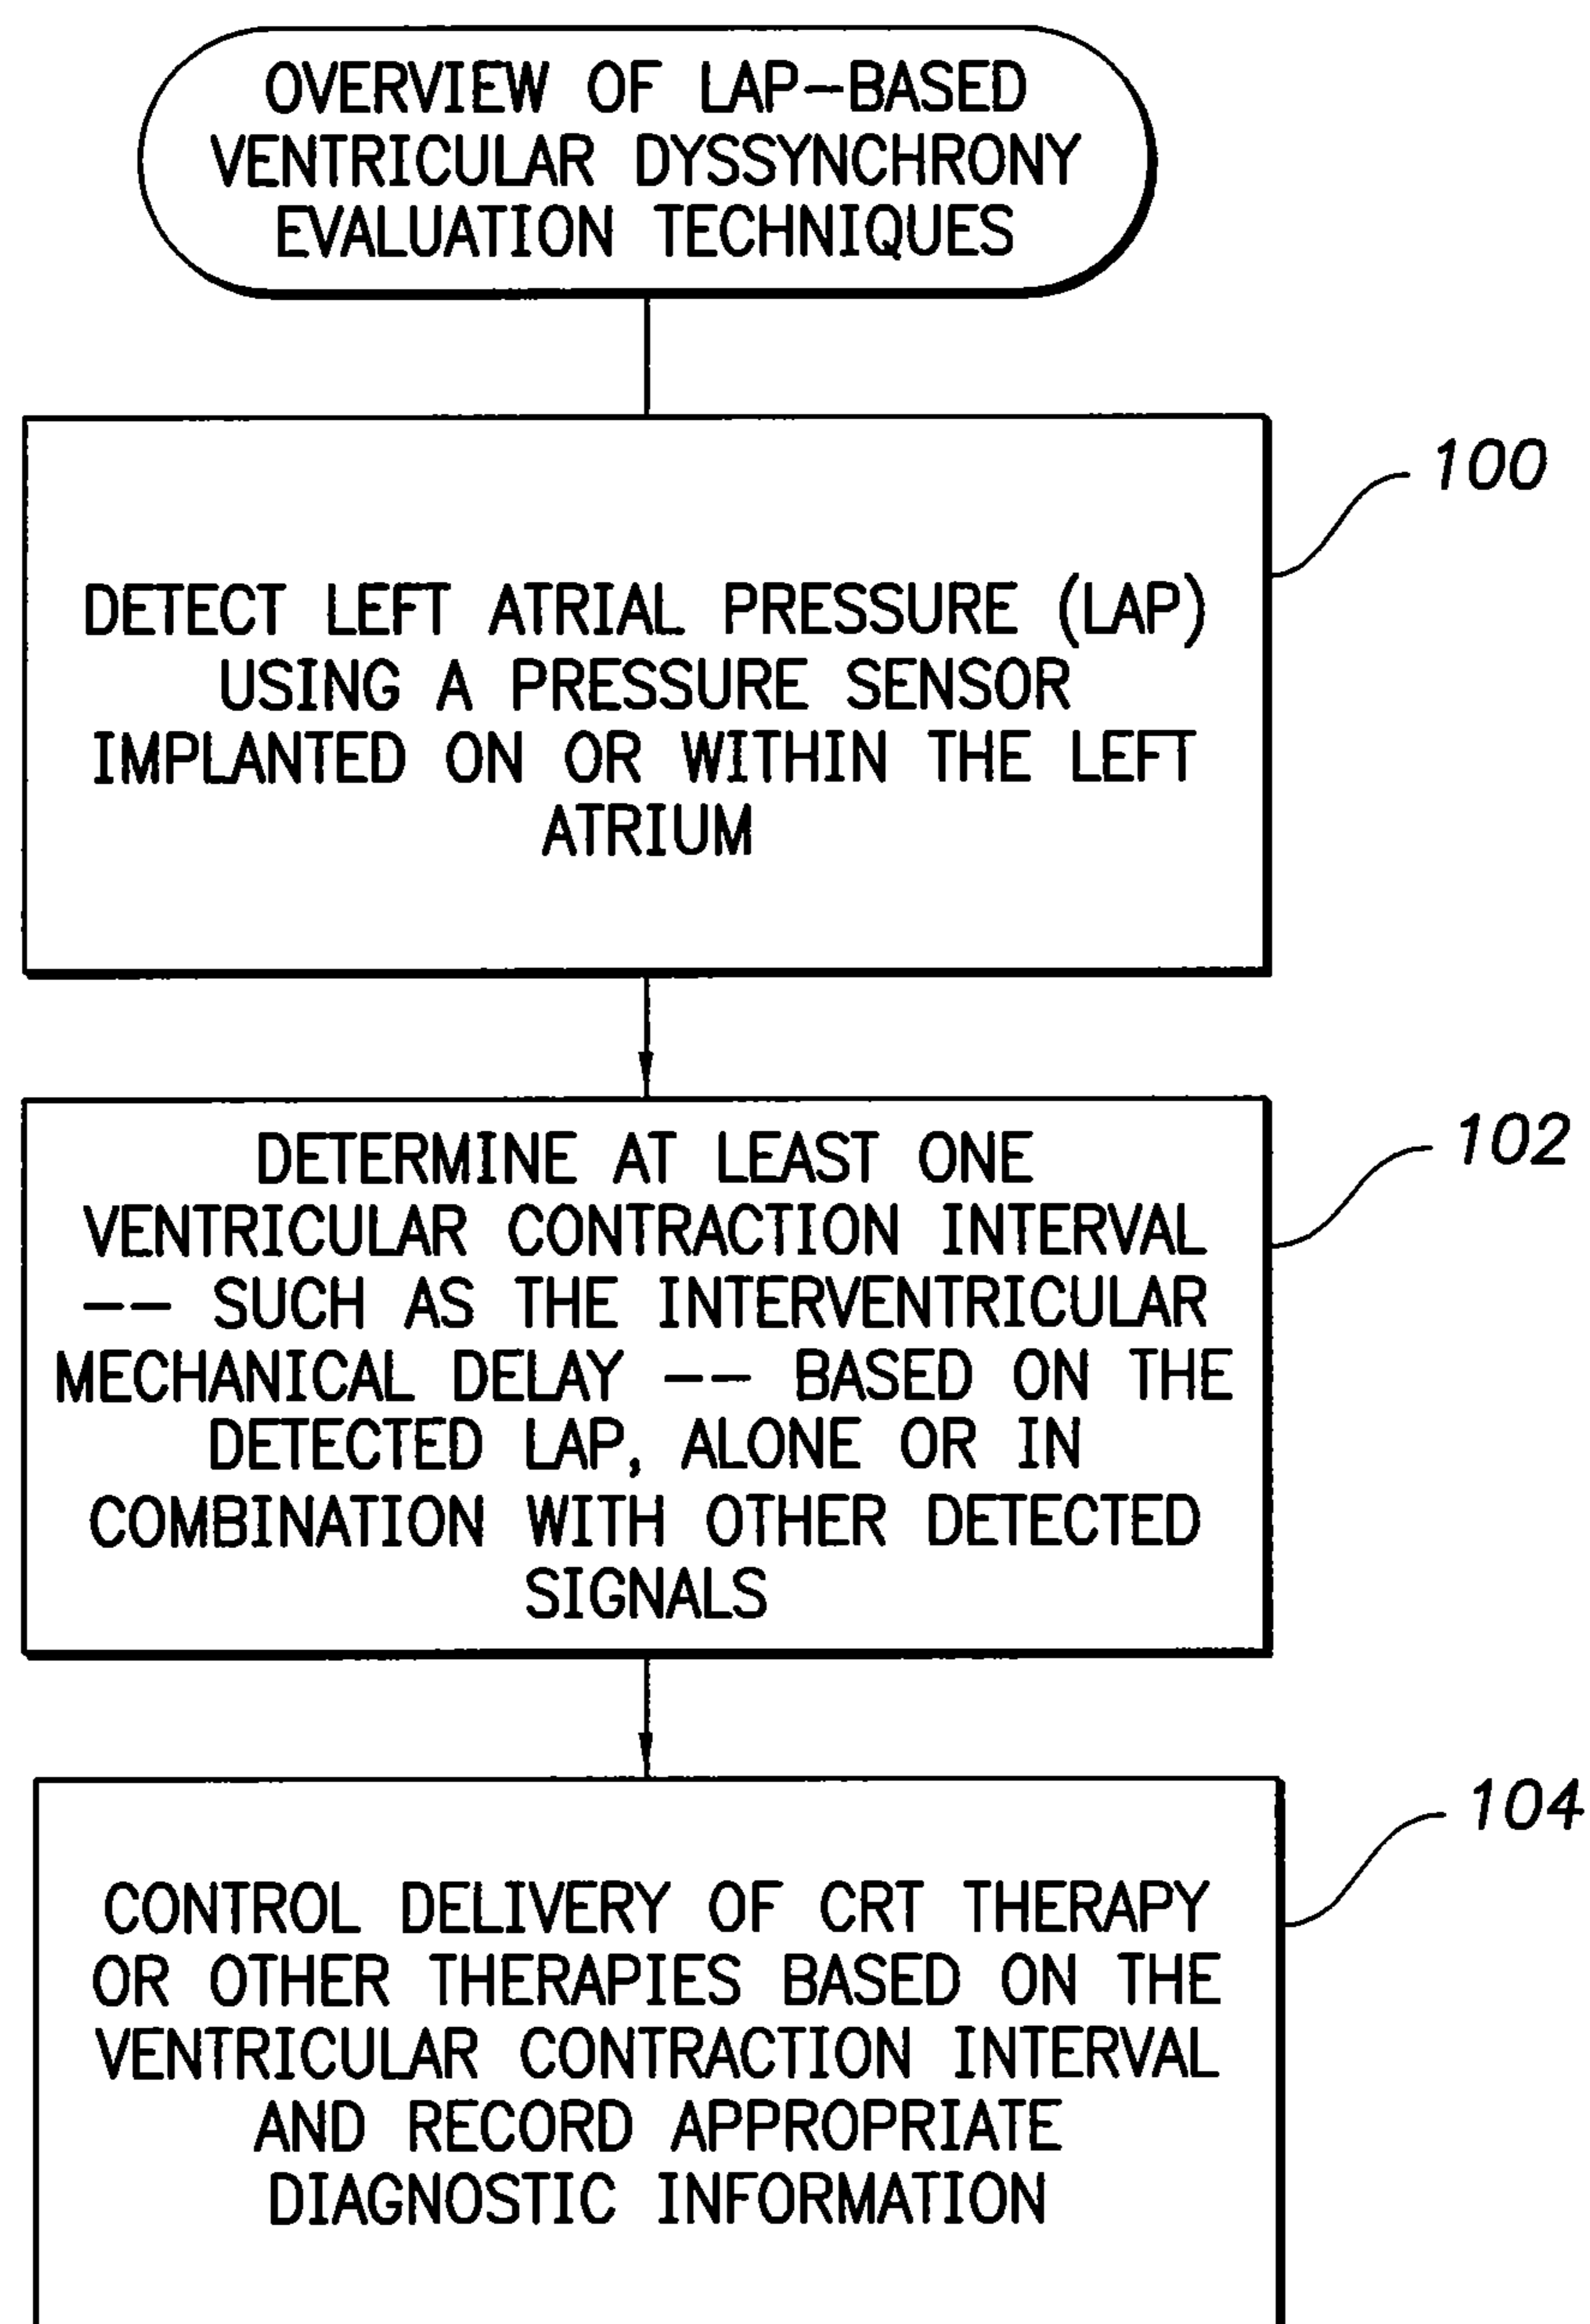 OVERVIEW OF LAP-BASED
VENTRICULAR DYSSYNCHRONY
EVALUATION TECHNIQUES
100
DETECT LEFT ATRIAL PRESSURE (LAP)
USING A PRESSURE SENSOR
IMPLANTED ON OR WITHIN THE LEFT
ATRIUM
102
DETERMINE AT LEAST ONE
VENTRICULAR CONTRACTION INTERVAL
-- SUCH AS THE INTERVENTRICULAR
MECHANICAL DELAY -- BASED ON THE
DETECTED LAP, ALONE OR IN
COMBINATION WITH OTHER DETECTED
SIGNALS
104
CONTROL DELIVERY OF CRT THERAPY
OR OTHER THERAPIES BASED ON THE
VENTRICULAR CONTRACTION INTERVAL
AND RECORD APPROPRIATE
DIAGNOSTIC INFORMATION